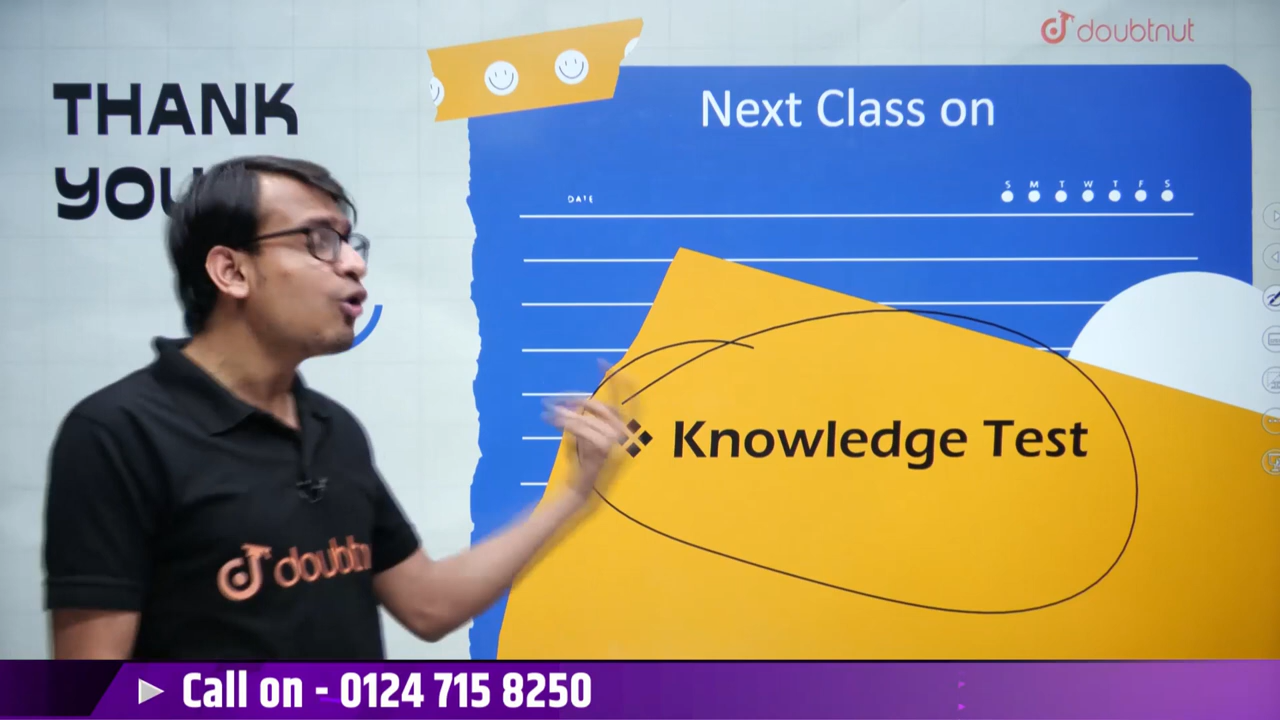 doubtnut
THANK
YOU
Next Class on
DATE
S M T W T F S
❖ Knowledge Test
doubtn
Call on - 0124 715 8250